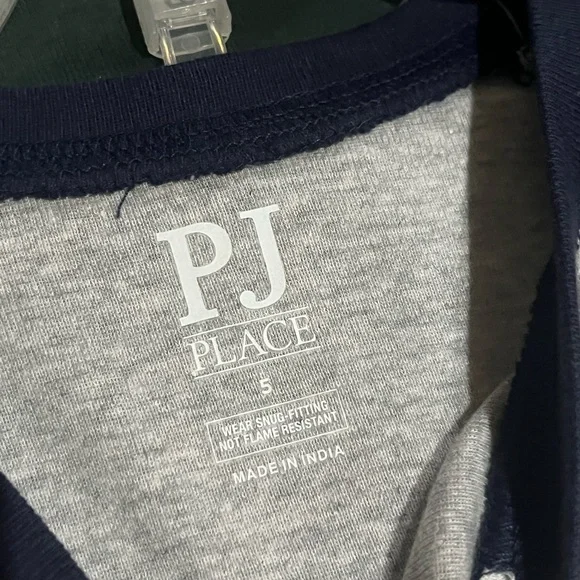 PJ
PLACE
5
WEAR SNUG-FITTING
NOT FLAME RESISTANT
MADE IN INDIA